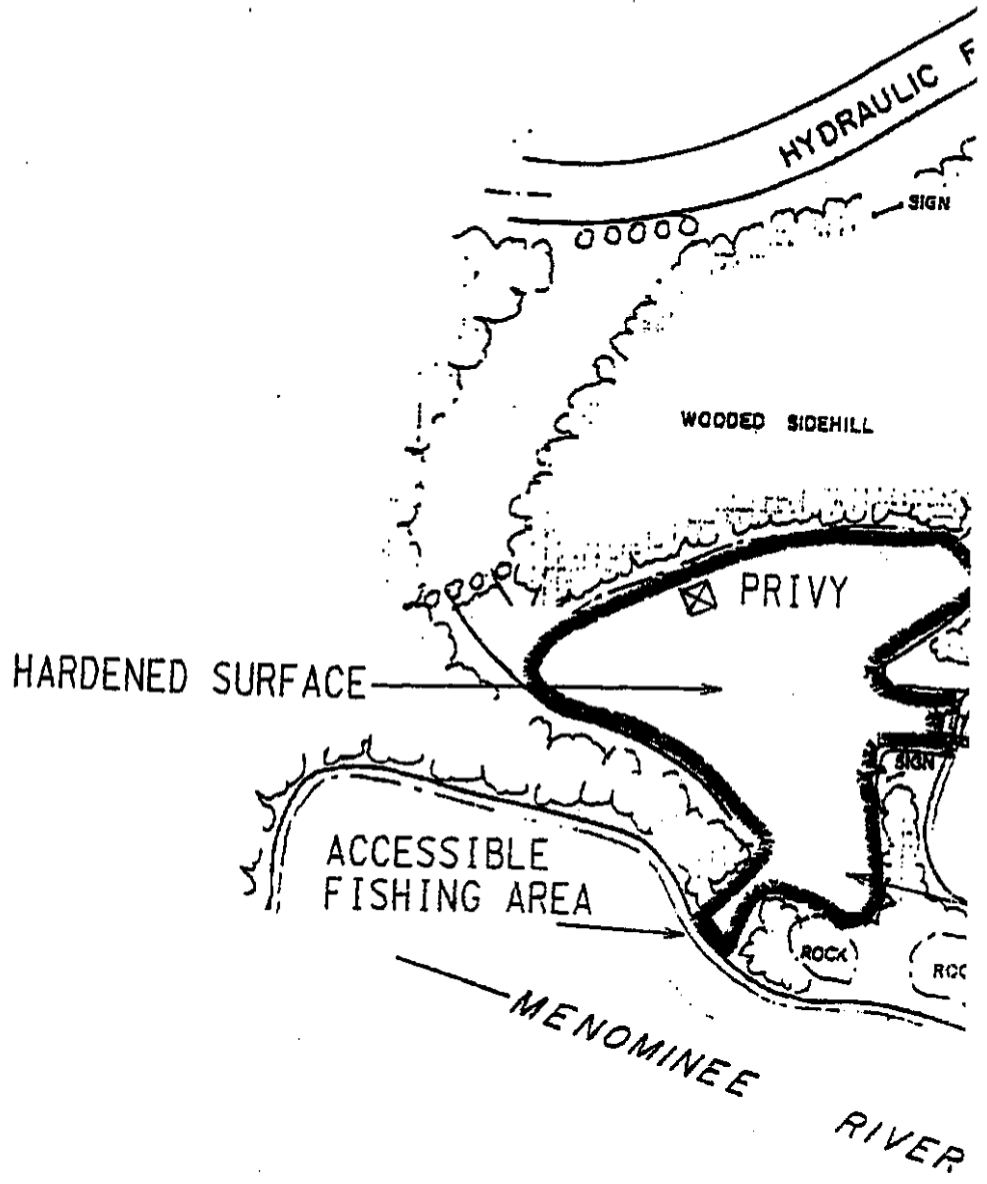 HYDRAULIC
SIGN
WOODED SIDEHILL
PRIVY
HARDENED SURFACE
SIGN
ACCESSIBLE
FISHING AREA
ROCK
MENOMINEE RIVER